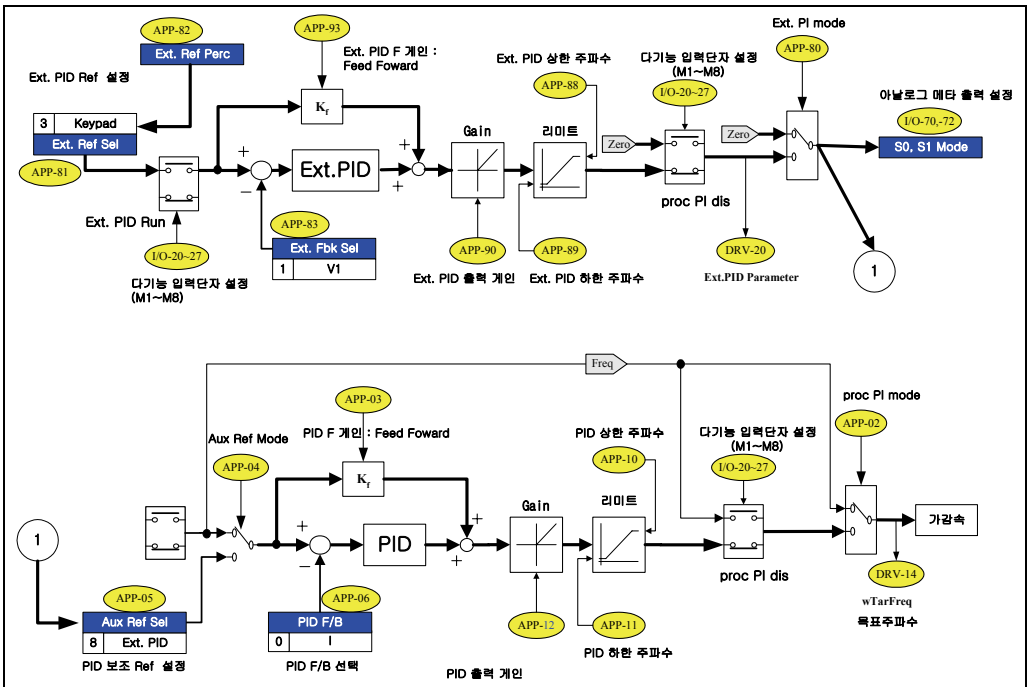 APP-82
Ext. Ref Perc
Ext. PID Ref 설정
3 Keypad
Ext. Ref Sel
APP-81
Ext. PID Run
I/O-20~27
다기능 입력단자 설정
(M1~M8)
APP-93
Ext. PID F 게인 :
Feed Foward
Kf
+
−
Ext.PID
+
+
APP-83
Ext. Fbk Sel
1 V1
Gain
APP-90
Ext. PID 출력 게인
Ext. PID 상한 주파수
APP-88
리미트
APP-89
Ext. PID 하한 주파수
다기능 입력단자 설정
(M1~M8)
I/O-20~27
Zero
proc PI dis
DRV-20
Ext.PID Parameter
Ext. PI mode
APP-80
Zero
아날로그 메타 출력 설정
I/O-70,-72
S0, S1 Mode
1
Freq
1
APP-05
Aux Ref Sel
8 Ext. PID
PID 보조 Ref 설정
Aux Ref Mode
APP-04
APP-03
PID F 게인 : Feed Foward
Kf
+
−
PID
+
+
APP-06
PID F/B
0 I
PID F/B 선택
Gain
APP-12
PID 출력 게인
PID 상한 주파수
APP-10
리미트
APP-11
PID 하한 주파수
다기능 입력단자 설정
(M1~M8)
I/O-20~27
proc PI dis
proc PI mode
APP-02
가감속
DRV-14
wTarFreq
목표주파수